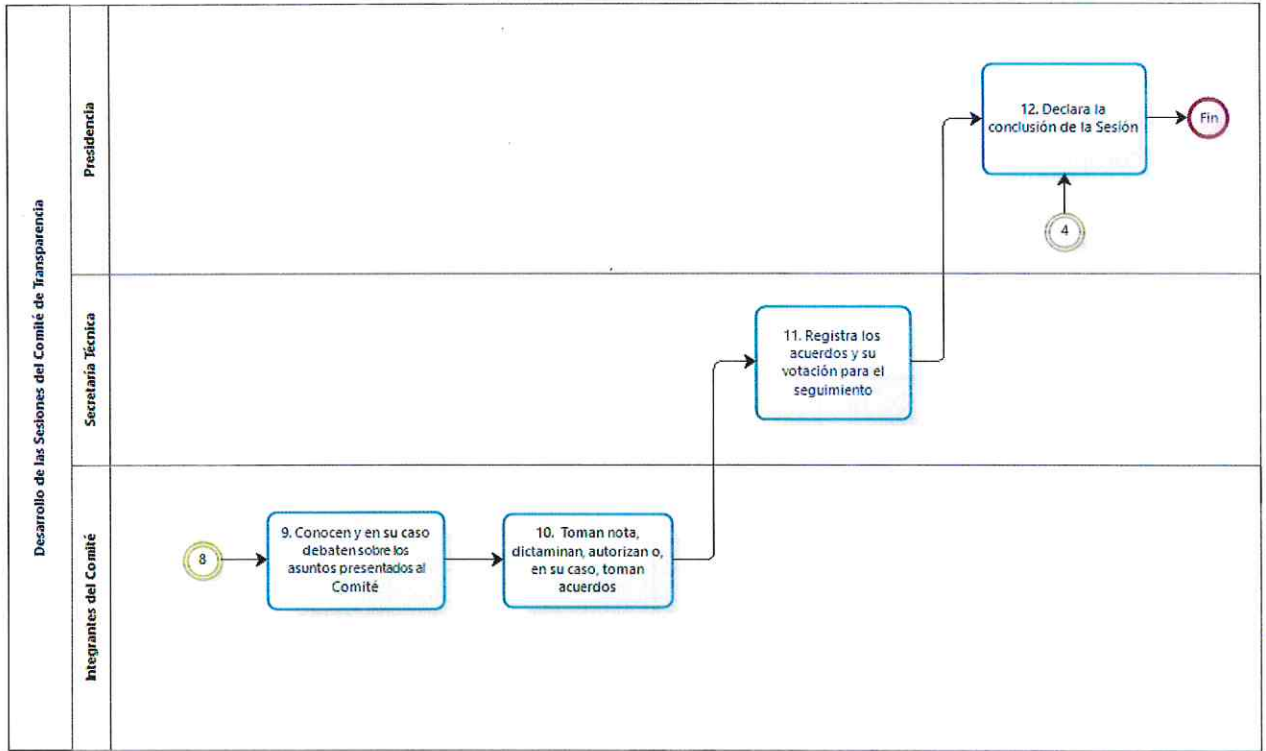 Desarrollo de las Sesiones del Comité de Transparencia
Presidencia
12. Declara la
conclusión de la Sesión
Fin
4
Secretaría Técnica
11. Registra los
acuerdos y su
votación para el
seguimiento
Integrantes del Comité
8
9. Conocen y en su caso
debaten sobre los
asuntos presentados al
Comité
10. Toman nota,
dictaminan, autorizan o,
en su caso, toman
acuerdos